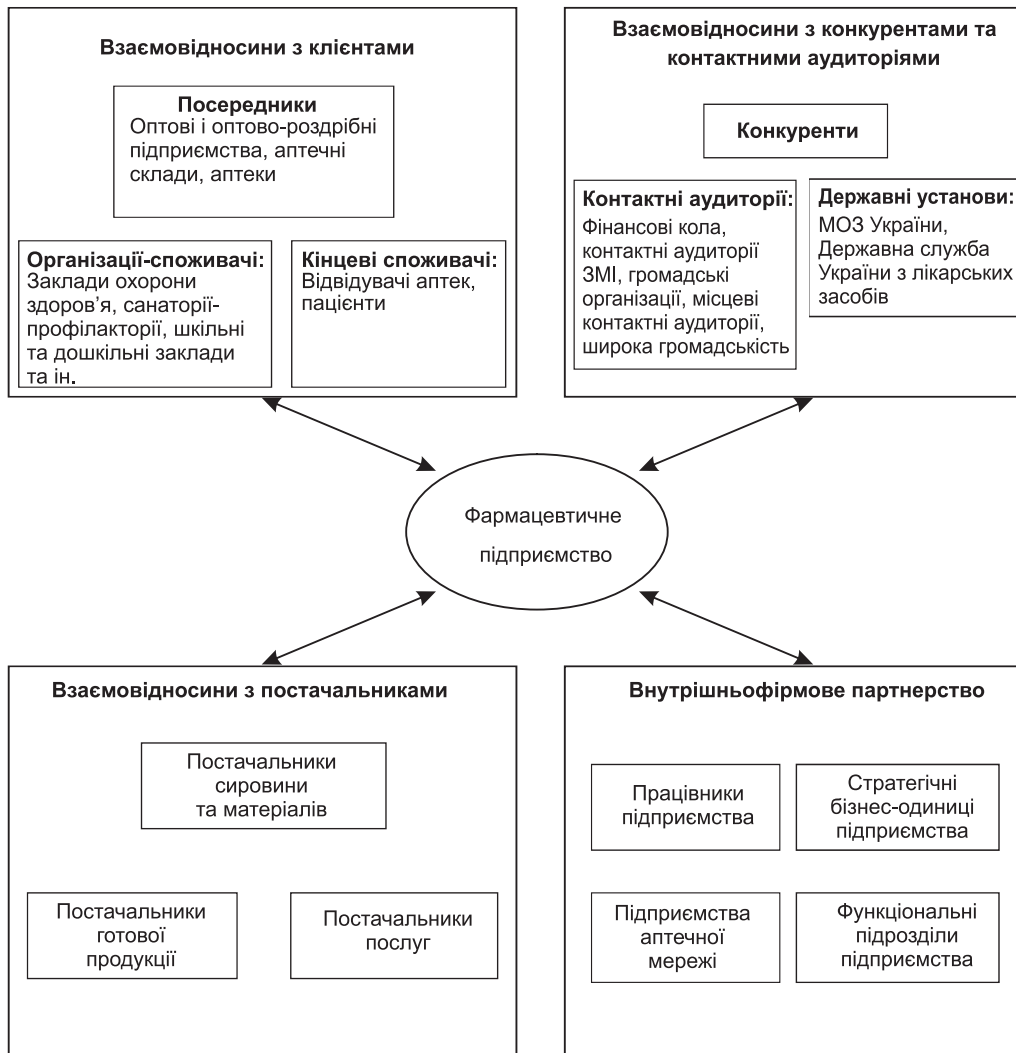 Взаємовідносини з клієнтами
Посередники
Оптові і оптово-роздрібні
підприємства, аптечні
склади, аптеки
Організації-споживачі:
Заклади охорони
здоров’я, санаторії-
профілакторії, шкільні
та дошкільні заклади
та ін.
Кінцеві споживачі:
Відвідувачі аптек,
пацієнти
Взаємовідносини з конкурентами та
контактними аудиторіями
Конкуренти
Контактні аудиторії:
Фінансові кола,
контактні аудиторії
ЗМІ, громадські
організації, місцеві
контактні аудиторії,
широка громадськість
Державні установи:
МОЗ України,
Державна служба
України з лікарських
засобів
Фармацевтичне
підприємство
Взаємовідносини з постачальниками
Постачальники
сировини
та матеріалів
Постачальники
готової
продукції
Постачальники
послуг
Внутрішньофірмове партнерство
Працівники
підприємства
Стратегічні
бізнес-одиниці
підприємства
Підприємства
аптечної
мережі
Функціональні
підрозділи
підприємства